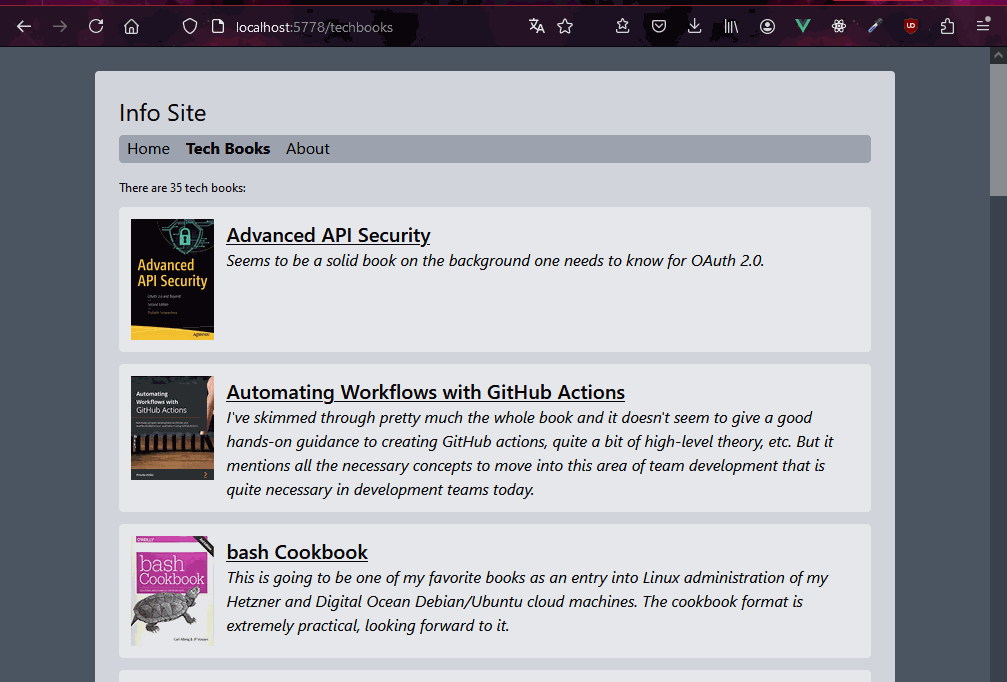 localhost:5778/techbooks
Info Site
Home Tech Books About
There are 35 tech books:
Advanced
API Security
Advanced API Security
Seems to be a solid book on the background one needs to know for OAuth 2.0.
Automating
Workflows with
GitHub Actions
Automating Workflows with GitHub Actions
I've skimmed through pretty much the whole book and it doesn't seem to give a good
hands-on guidance to creating GitHub actions, quite a bit of high-level theory, etc. But it
mentions all the necessary concepts to move into this area of team development that is
quite necessary in development teams today.
O'REILLY
bash
Cookbook
bash Cookbook
This is going to be one of my favorite books as an entry into Linux administration of my
Hetzner and Digital Ocean Debian/Ubuntu cloud machines. The cookbook format is
extremely practical, looking forward to it.